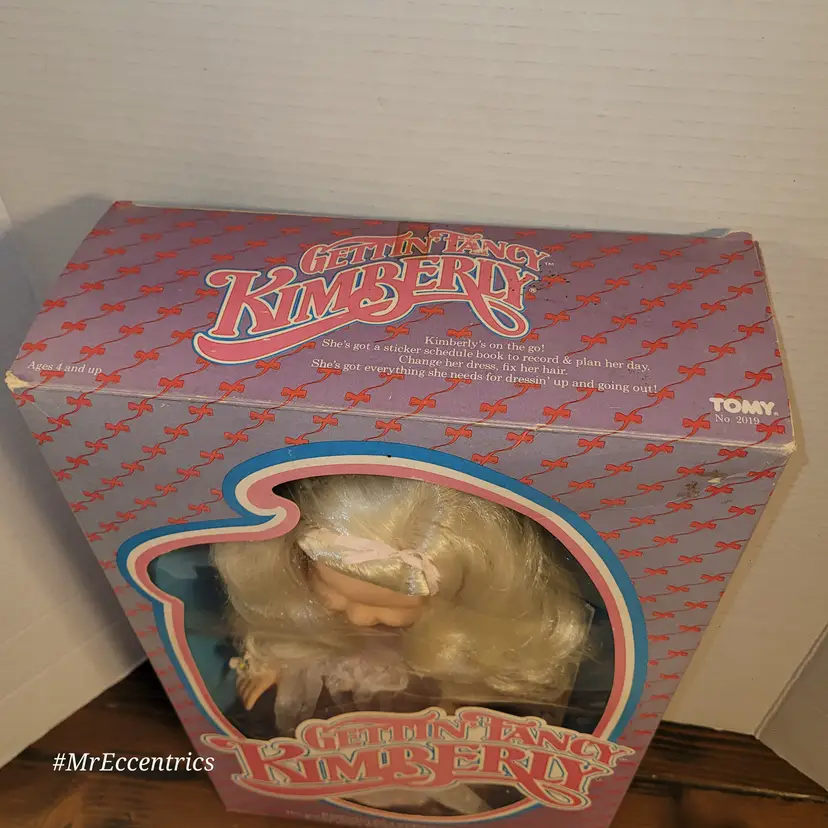 GETTIN' FANCY™
KIMBERLY®
Kimberly's on the go!
She's got a sticker schedule book to record & plan her day.
Change her dress, fix her hair.
She's got everything she needs for dressin' up and going out!
Ages 4 and up
TOMY®
No. 2019
GETTIN' FANCY
KIMBERLY®
#MrEccentrics